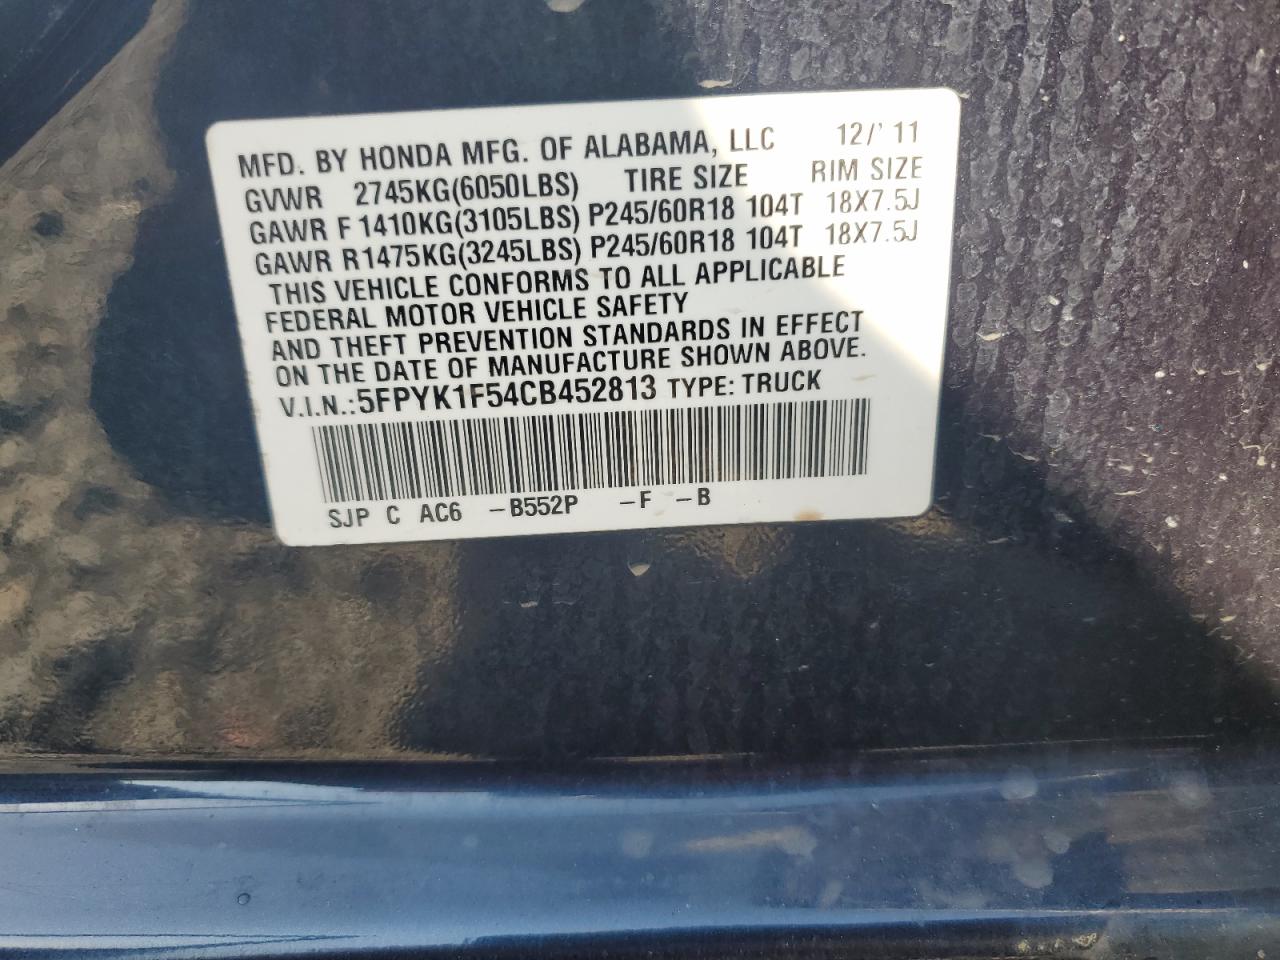 MFD. BY HONDA MFG. OF ALABAMA, LLC 12/'11
GVWR 2745KG(6050LBS) TIRE SIZE RIM SIZE
GAWR F 1410KG(3105LBS) P245/60R18 104T 18X7.5J
GAWR R1475KG(3245LBS) P245/60R18 104T 18X7.5J
THIS VEHICLE CONFORMS TO ALL APPLICABLE
FEDERAL MOTOR VEHICLE SAFETY
AND THEFT PREVENTION STANDARDS IN EFFECT
ON THE DATE OF MANUFACTURE SHOWN ABOVE.
V.I.N.:5FPYK1F54CB452813 TYPE: TRUCK
SJP C AC6 -B552P -F -B